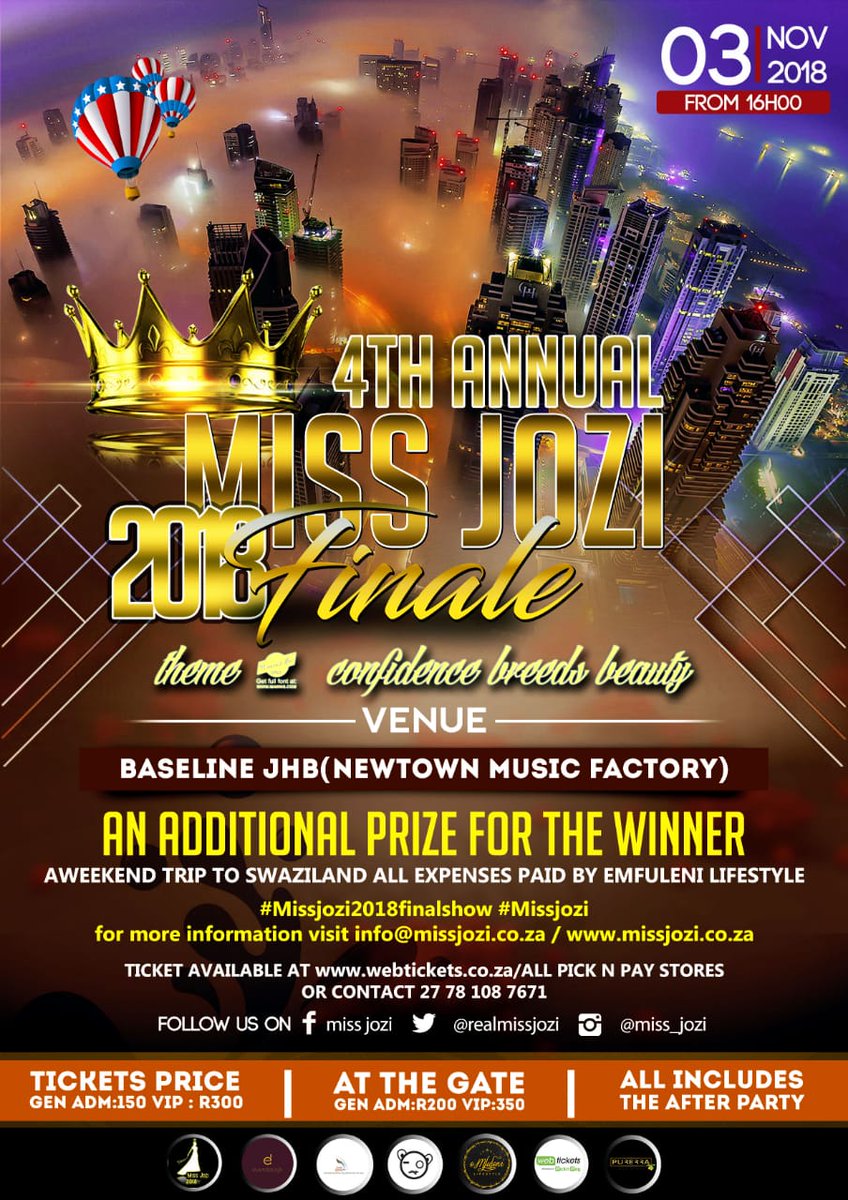 03
NOV
2018
FROM 16H00
4TH ANNUAL
MISS JOZI
2018
Finale
theme
Get full font at:
confidence breeds beauty
VENUE
BASELINE JHB(NEWTOWN MUSIC FACTORY)
AN ADDITIONAL PRIZE FOR THE WINNER
AWEEKEND TRIP TO SWAZILAND ALL EXPENSES PAID BY EMFULENI LIFESTYLE
#Missjozi2018finalshow #Missjozi
for more information visit info@missjozi.co.za / www.missjozi.co.za
TICKET AVAILABLE AT www.webtickets.co.za/ALL PICK N PAY STORES
OR CONTACT 27 78 108 7671
FOLLOW US ON f miss jozi @realmissjozi @miss_jozi
TICKETS PRICE
GEN ADM:150 VIP : R300
AT THE GATE
GEN ADM:R200 VIP:350
ALL INCLUDES
THE AFTER PARTY
Miss Jozi
2018
webtickets